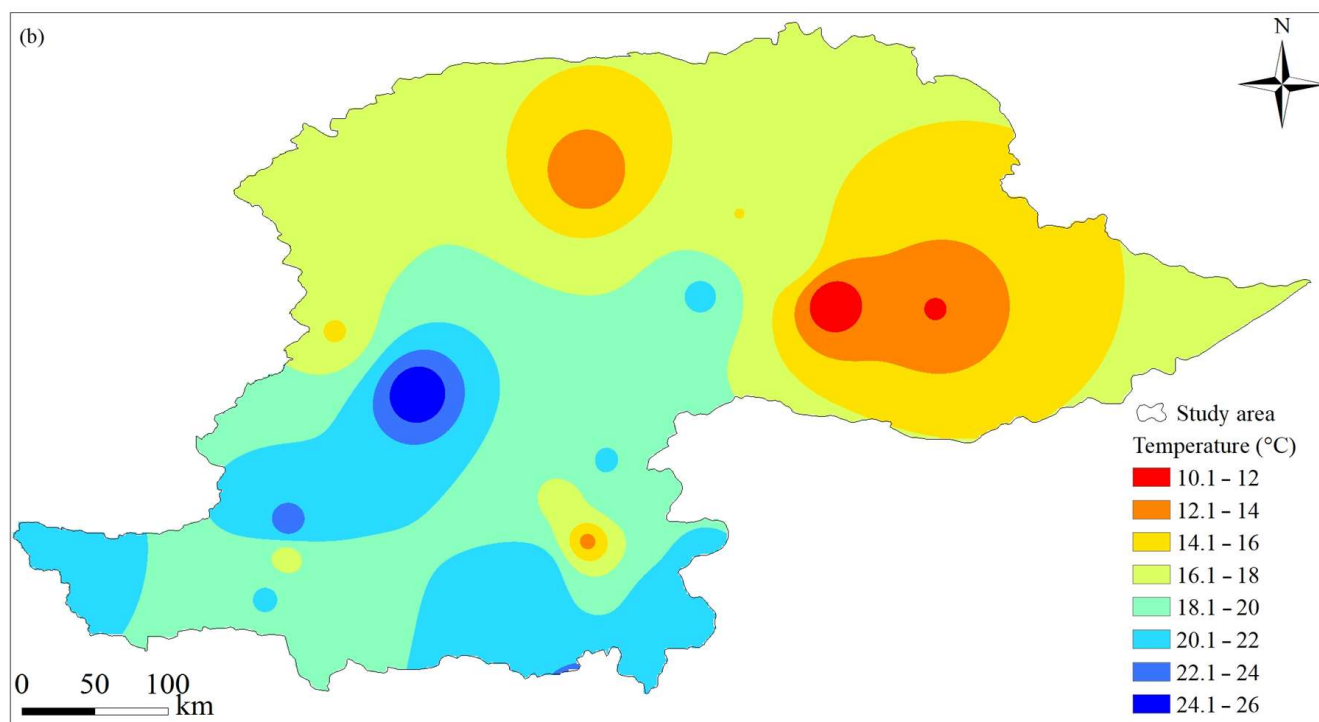 (b)
N
Study area
Temperature (°C)
10.1 – 12
12.1 – 14
14.1 – 16
16.1 – 18
18.1 – 20
20.1 – 22
22.1 – 24
24.1 – 26
0 50 100
km